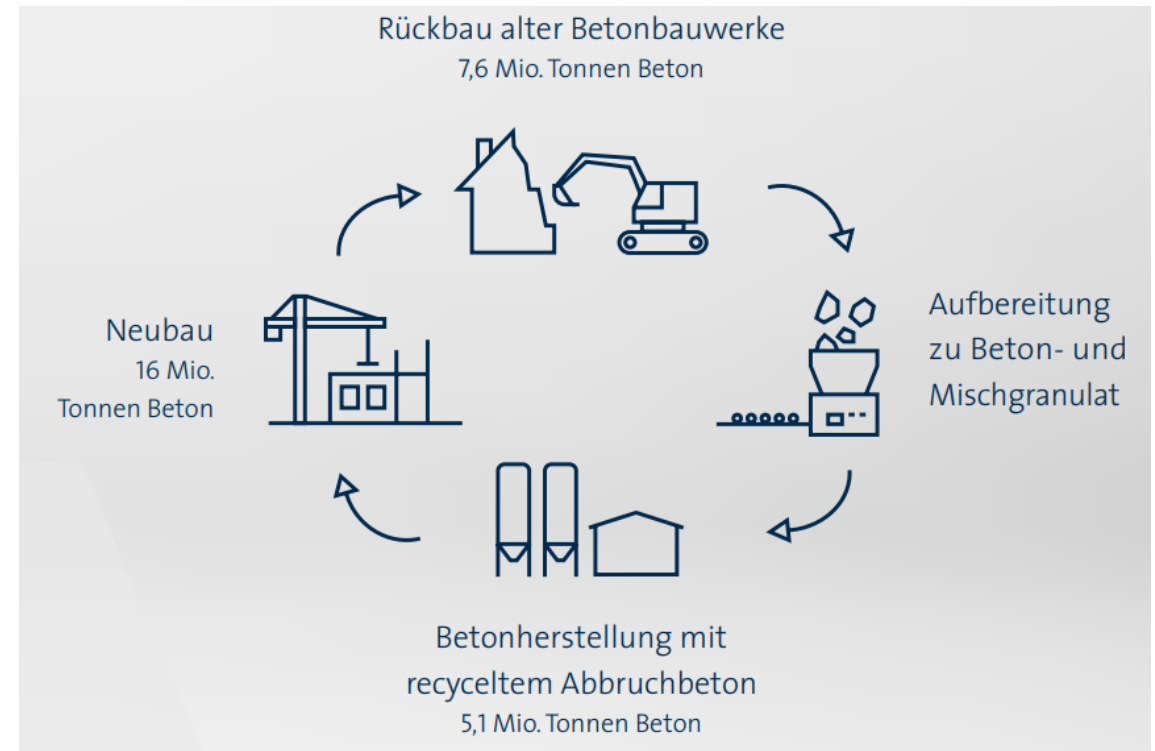 Rückbau alter Betonbauwerke
7,6 Mio. Tonnen Beton
Aufbereitung
zu Beton- und
Mischgranulat
Betonherstellung mit
recyceltem Abbruchbeton
5,1 Mio. Tonnen Beton
Neubau
16 Mio.
Tonnen Beton